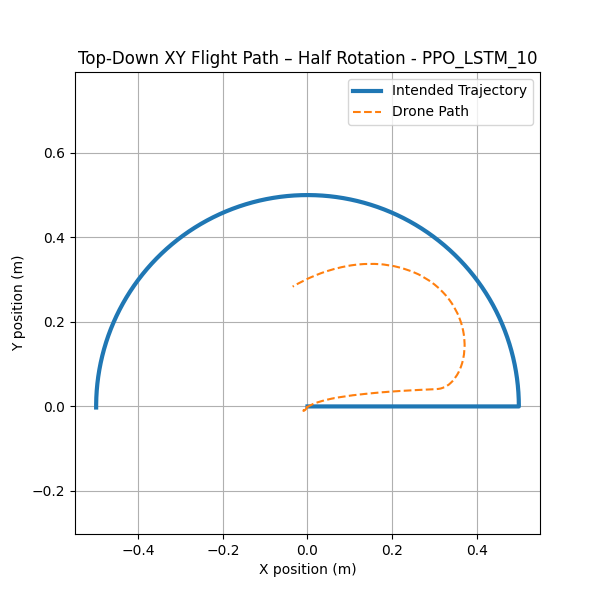 Top-Down XY Flight Path – Half Rotation - PPO_LSTM_10
Intended Trajectory
Drone Path
Y position (m)
0.6
0.4
0.2
0.0
−0.2
−0.4
−0.2
0.0
0.2
0.4
X position (m)